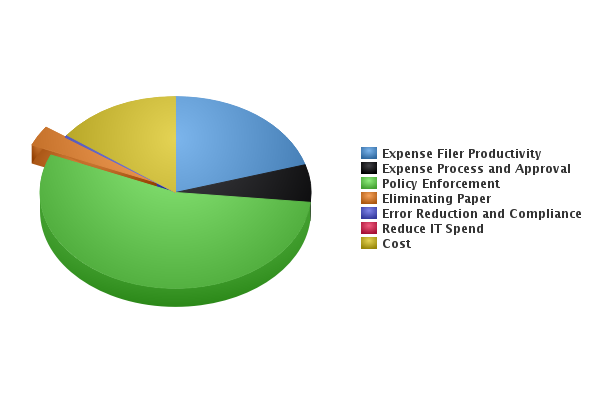 Expense Filer Productivity
Expense Process and Approval
Policy Enforcement
Eliminating Paper
Error Reduction and Compliance
Reduce IT Spend
Cost